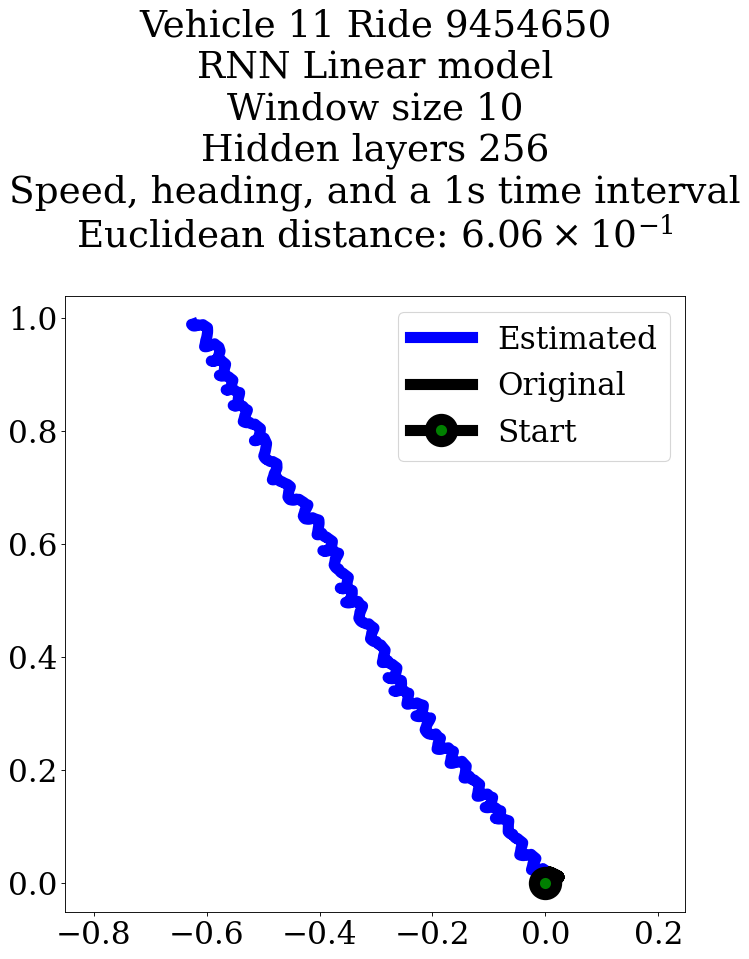 Vehicle 11 Ride 9454650
RNN Linear model
Window size 10
Hidden layers 256
Speed, heading, and a 1s time interval
Euclidean distance: 6.06 × 10⁻¹
1.0
0.8
0.6
0.4
0.2
0.0
Estimated
Original
Start
−0.8 −0.6 −0.4 −0.2 0.0 0.2